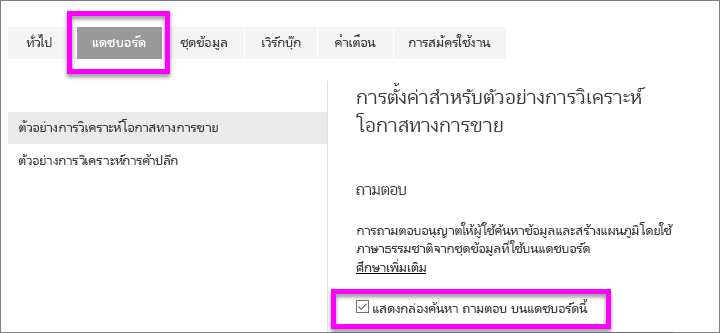 ทั่วไป แดชบอร์ด ชุดข้อมูล เวิร์กบุ๊ก คำเตือน การสมัครใช้งาน
ตัวอย่างการวิเคราะห์โอกาสทางการขาย
ตัวอย่างการวิเคราะห์การค้าปลีก
การตั้งค่าสำหรับตัวอย่างการวิเคราะห์
โอกาสทางการขาย
ถามตอบ
การถามตอบอนุญาตให้ผู้ใช้ค้นหาข้อมูลและสร้างแผนภูมิโดยใช้
ภาษาธรรมชาติจากชุดข้อมูลที่ใช้บนแดชบอร์ด
ศึกษาเพิ่มเติม
แสดงกล่องค้นหา ถามตอบ บนแดชบอร์ดนี้